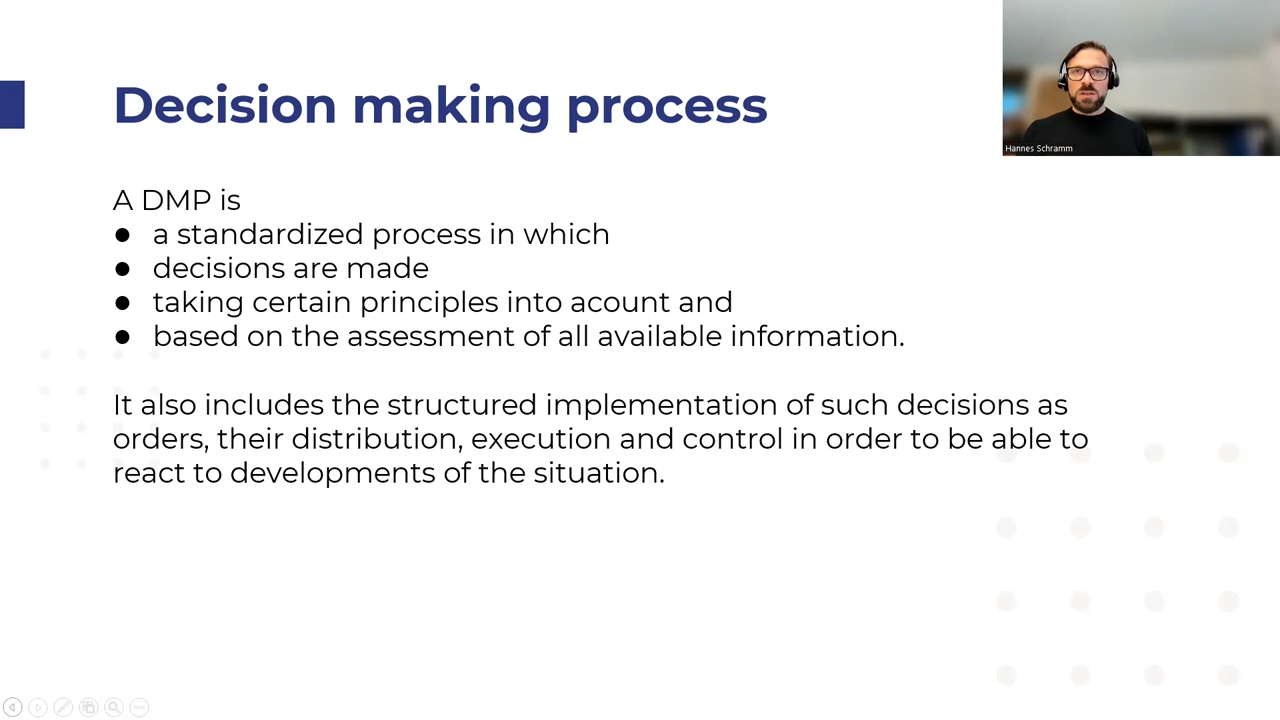 Decision making process
Hannes Schramm
A DMP is
● a standardized process in which
● decisions are made
● taking certain principles into acount and
● based on the assessment of all available information.
It also includes the structured implementation of such decisions as
orders, their distribution, execution and control in order to be able to
react to developments of the situation.